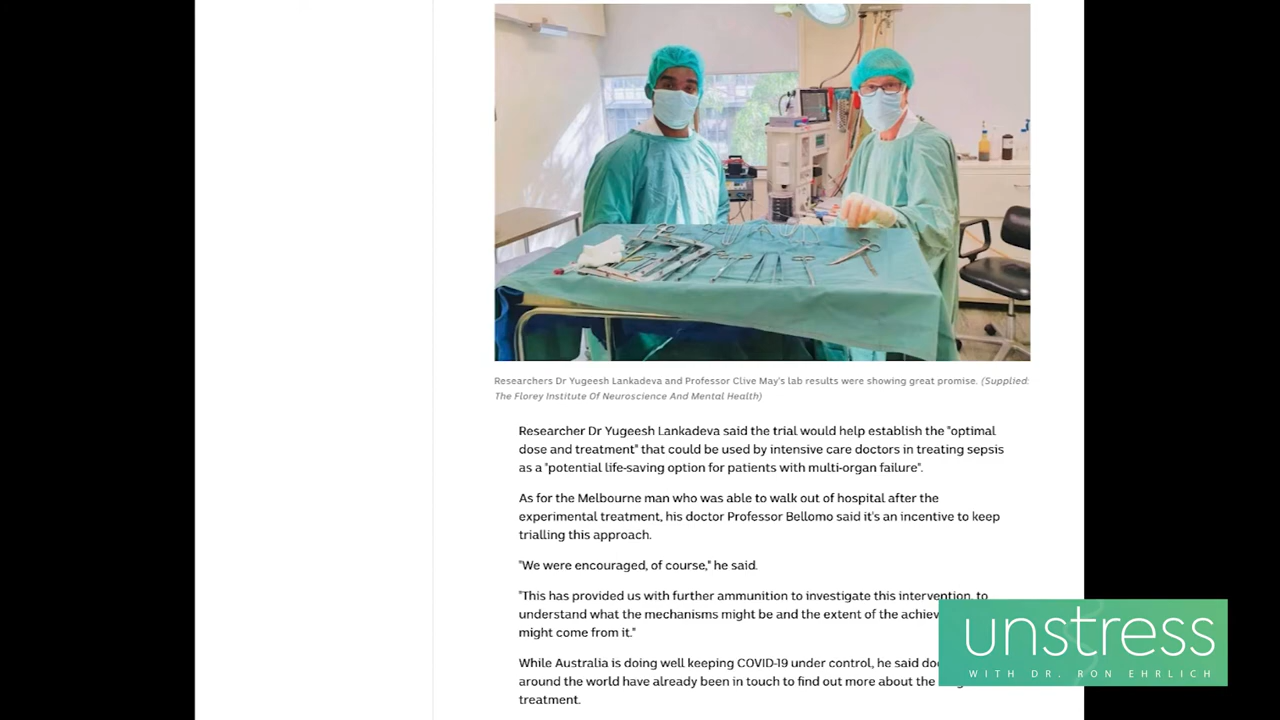 Researchers Dr Yugeesh Lankadeva and Professor Clive May's lab results were showing great promise. (Supplied:
The Florey Institute Of Neuroscience And Mental Health)
Researcher Dr Yugeesh Lankadeva said the trial would help establish the "optimal
dose and treatment" that could be used by intensive care doctors in treating sepsis
as a "potential life-saving option for patients with multi-organ failure".
As for the Melbourne man who was able to walk out of hospital after the
experimental treatment, his doctor Professor Bellomo said it's an incentive to keep
trialling this approach.
"We were encouraged, of course," he said.
"This has provided us with further ammunition to investigate this intervention, to
understand what the mechanisms might be and the extent of the
might come from it."
While Australia is doing well keeping COVID-19 under control, he said
around the world have already been in touch to find out more about the
treatment.
unstress
WITH DR. RON EHRLICH